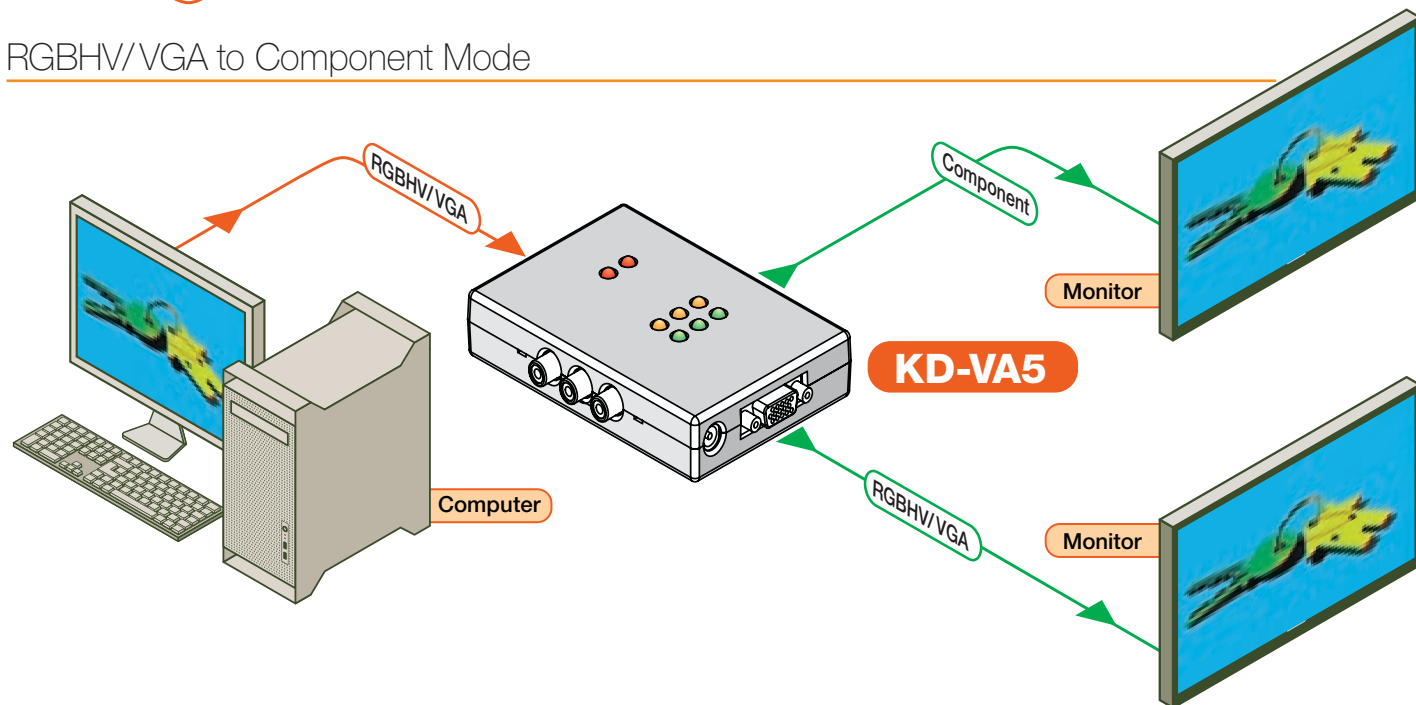 RGBHV/VGA to Component Mode
RGBHV/VGA
Component
Monitor
KD-VA5
Computer
RGBHV/VGA
Monitor